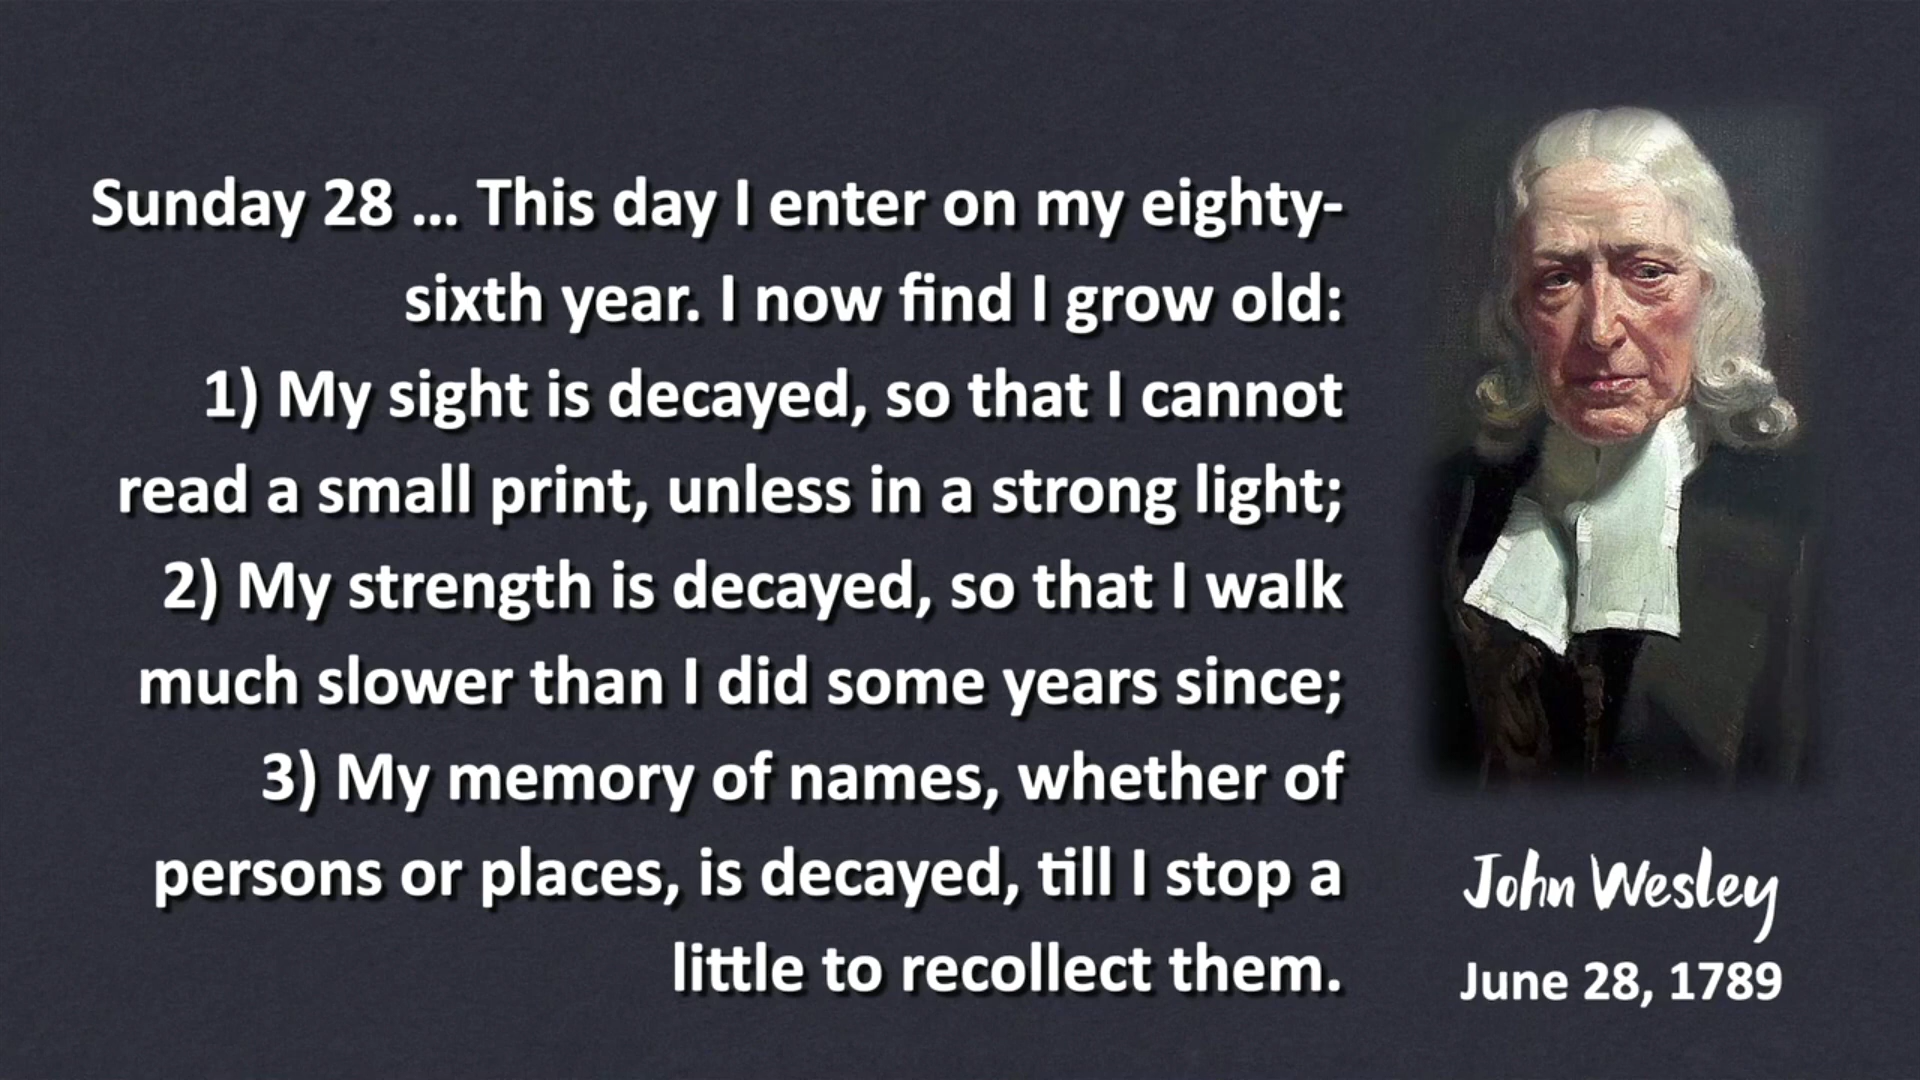 Sunday 28 ... This day I enter on my eighty-
sixth year. I now find I grow old:
1) My sight is decayed, so that I cannot
read a small print, unless in a strong light;
2) My strength is decayed, so that I walk
much slower than I did some years since;
3) My memory of names, whether of
persons or places, is decayed, till I stop a
little to recollect them.
John Wesley
June 28, 1789